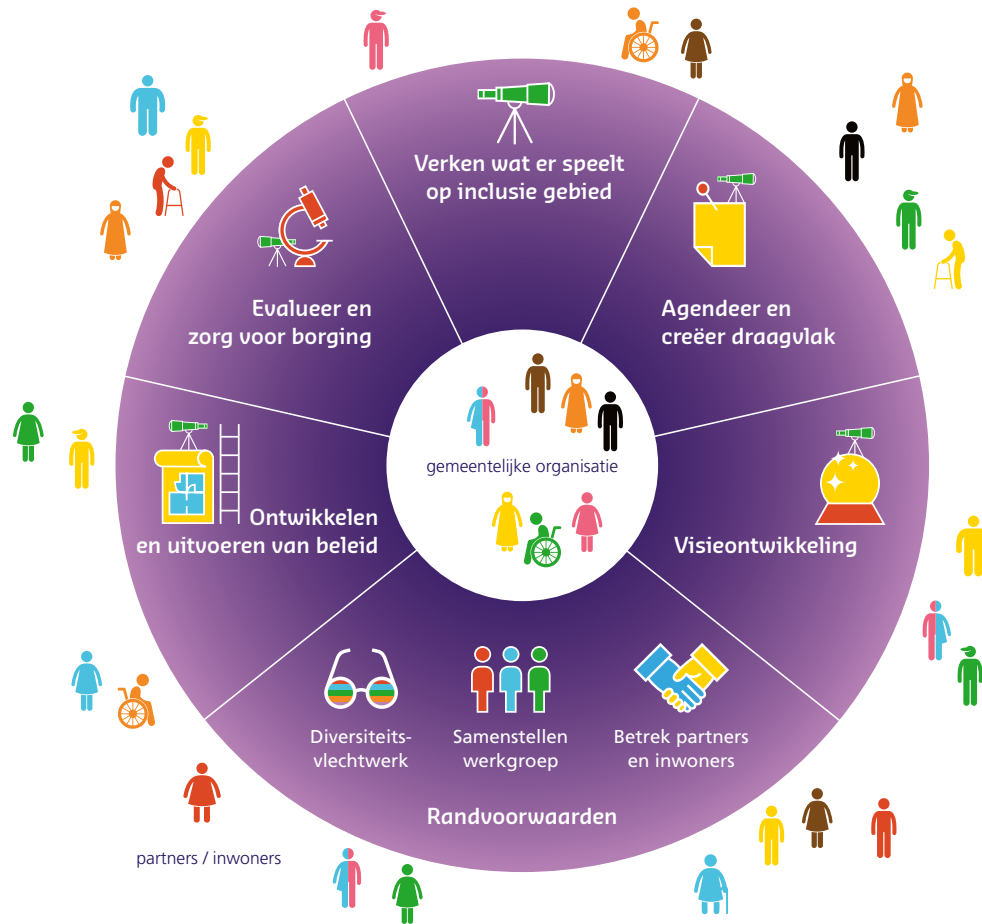 Verken wat er speelt
op inclusie gebied
Agendeer en
creëer draagvlak
Visieontwikkeling
Diversiteits-
vlechtwerk
Samenstellen
werkgroep
Betrek partners
en inwoners
Randvoorwaarden
Ontwikkelen
en uitvoeren van beleid
Evalueer en
zorg voor borging
gemeentelijke organisatie
partners / inwoners